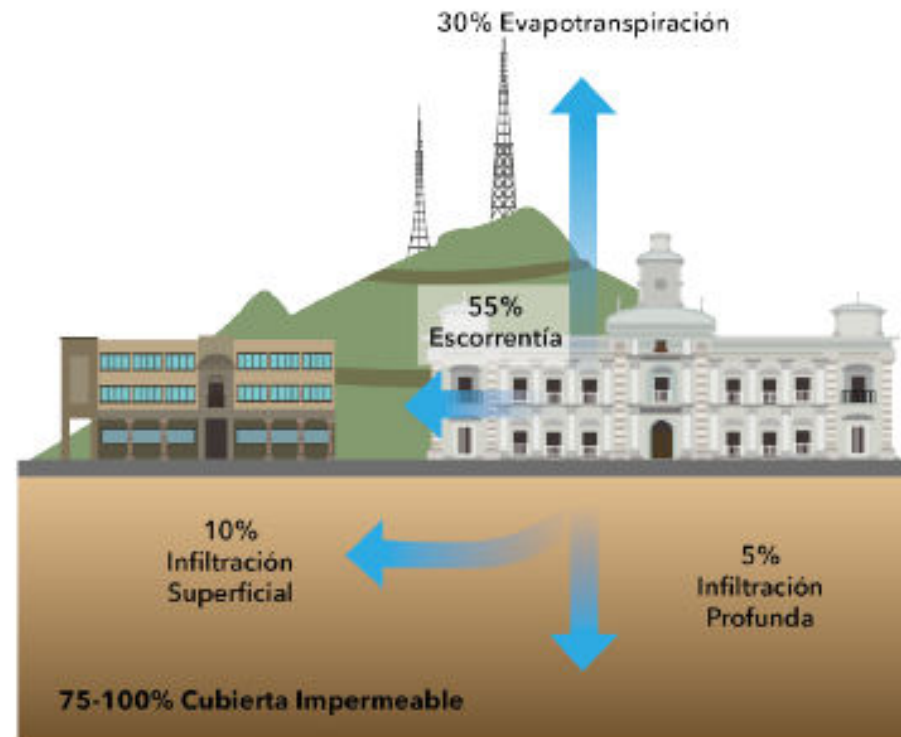 30% Evapotranspiración
55%
Escorrentía
10%
Infiltración
Superficial
5%
Infiltración
Profunda
75-100% Cubierta Impermeable